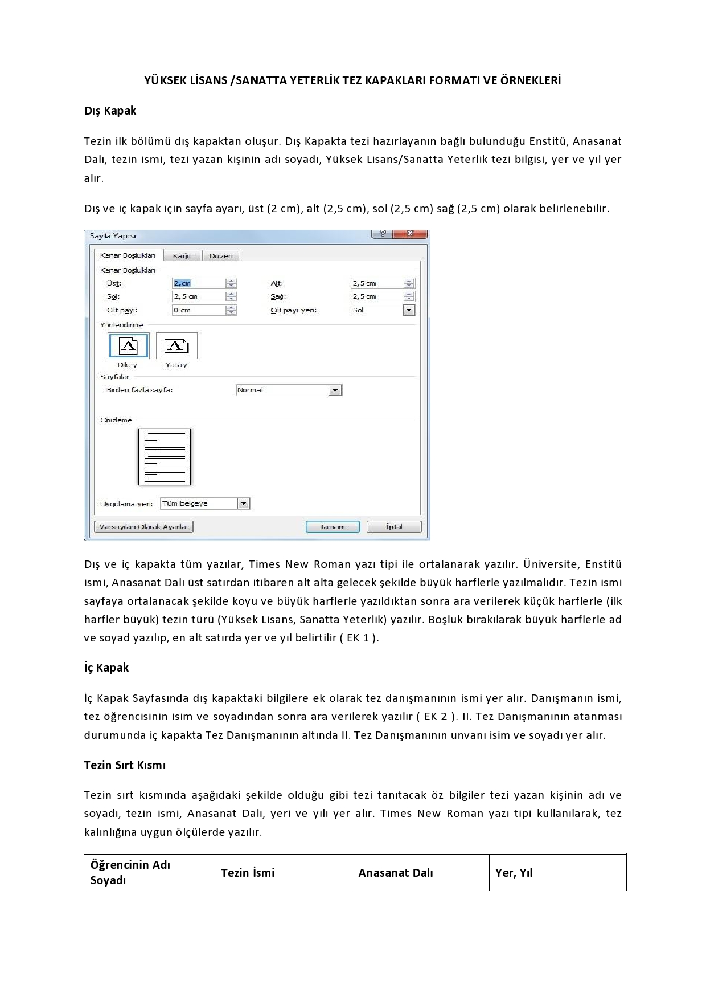 YÜKSEK LİSANS /SANATTA YETERLİK TEZ KAPAKLARI FORMATI VE ÖRNEKLERİ
Dış Kapak
Tezin ilk bölümü dış kapaktan oluşur. Dış Kapakta tezi hazırlayanın bağlı bulunduğu Enstitü, Anasanat
Dalı, tezin ismi, tezi yazan kişinin adı soyadı, Yüksek Lisans/Sanatta Yeterlik tezi bilgisi, yer ve yıl yer
alır.
Dış ve iç kapak için sayfa ayarı, üst (2 cm), alt (2,5 cm), sol (2,5 cm) sağ (2,5 cm) olarak belirlenebilir.
Sayfa Yapısı
? X
Kenar Boşlukları Kağıt Düzen
Kenar Boşlukları
Üst: 2, cm Alt: 2,5 cm
Sol: 2,5 cm Sağ: 2,5 cm
Cilt payı: 0 cm Cilt payı yeri: Sol
Yönlendirme
A A
Dikey Yatay
Sayfalar
Birden fazla sayfa: Normal
Önizleme
Uygulama yeri: Tüm belgeye
Varsayılan Olarak Ayarla Tamam İptal
Dış ve iç kapakta tüm yazılar, Times New Roman yazı tipi ile ortalanarak yazılır. Üniversite, Enstitü
ismi, Anasanat Dalı üst satırdan itibaren alt alta gelecek şekilde büyük harflerle yazılmalıdır. Tezin ismi
sayfaya ortalanacak şekilde koyu ve büyük harflerle yazıldıktan sonra ara verilerek küçük harflerle (ilk
harfler büyük) tezin türü (Yüksek Lisans, Sanatta Yeterlik) yazılır. Boşluk bırakılarak büyük harflerle ad
ve soyad yazılıp, en alt satırda yer ve yıl belirtilir ( EK 1 ).
İç Kapak
İç Kapak Sayfasında dış kapaktaki bilgilere ek olarak tez danışmanının ismi yer alır. Danışmanın ismi,
tez öğrencisinin isim ve soyadından sonra ara verilerek yazılır ( EK 2 ). II. Tez Danışmanının atanması
durumunda iç kapakta Tez Danışmanının altında II. Tez Danışmanının unvanı isim ve soyadı yer alır.
Tezin Sırt Kısmı
Tezin sırt kısmında aşağıdaki şekilde olduğu gibi tezi tanıtacak öz bilgiler tezi yazan kişinin adı ve
soyadı, tezin ismi, Anasanat Dalı, yeri ve yılı yer alır. Times New Roman yazı tipi kullanılarak, tez
kalınlığına uygun ölçülerde yazılır.
Öğrencinin Adı
Soyadı
Tezin İsmi
Anasanat Dalı
Yer, Yıl